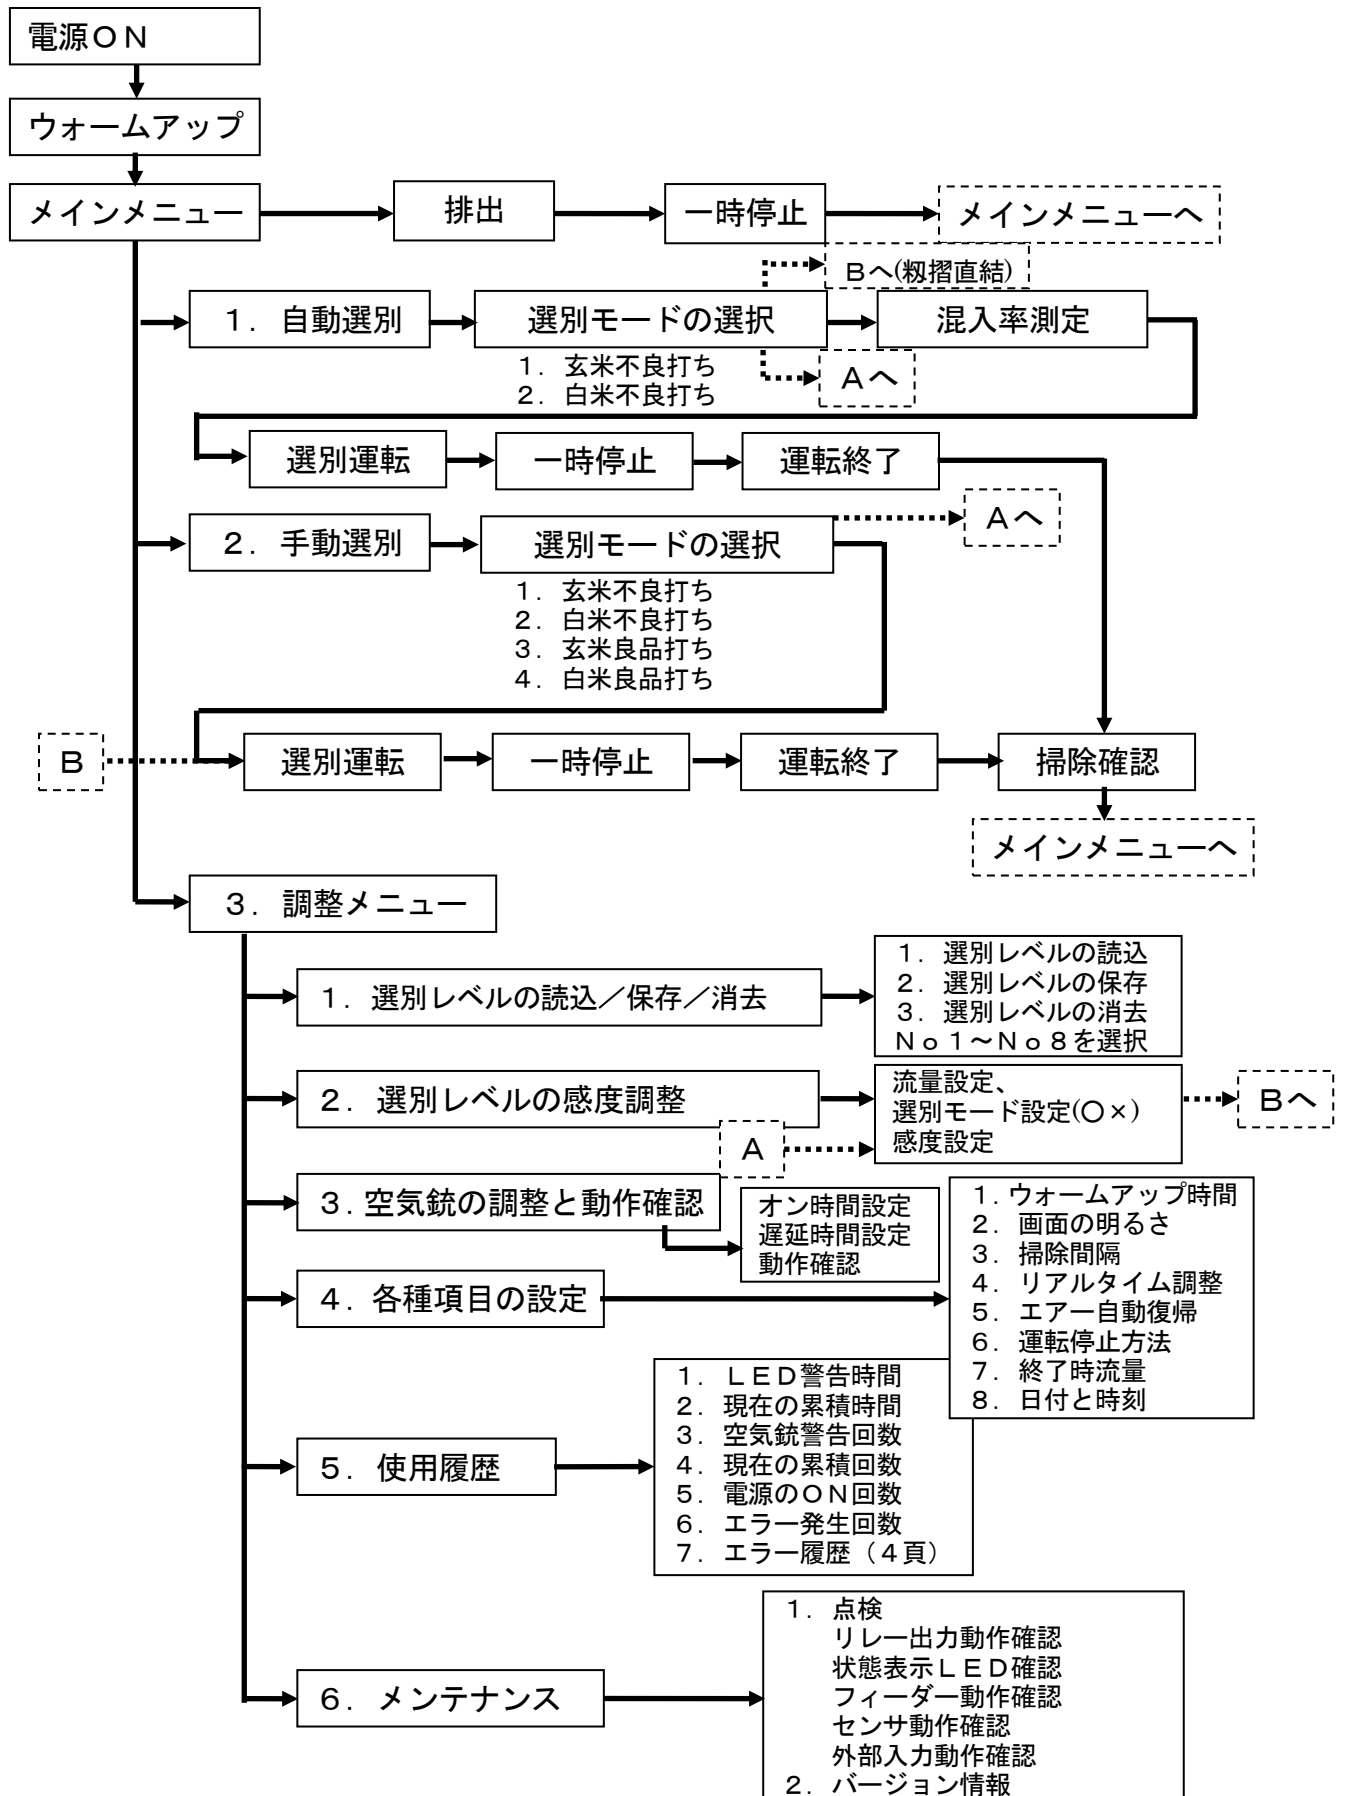 電源ＯＮ
ウォームアップ
メインメニュー
排出
一時停止
メインメニューへ
Ｂへ(籾摺直結)
１．自動選別
選別モードの選択
混入率測定
１．玄米不良打ち
２．白米不良打ち
Ａへ
選別運転
一時停止
運転終了
２．手動選別
選別モードの選択
Ａへ
１．玄米不良打ち
２．白米不良打ち
３．玄米良品打ち
４．白米良品打ち
Ｂ
選別運転
一時停止
運転終了
掃除確認
メインメニューへ
３．調整メニュー
１．選別レベルの読込／保存／消去
１．選別レベルの読込
２．選別レベルの保存
３．選別レベルの消去
Ｎｏ１～Ｎｏ８を選択
２．選別レベルの感度調整
流量設定、
選別モード設定(〇×)
感度設定
Ｂへ
Ａ
３．空気銃の調整と動作確認
オン時間設定
遅延時間設定
動作確認
４．各種項目の設定
１．ウォームアップ時間
２．画面の明るさ
３．掃除間隔
４．リアルタイム調整
５．エアー自動復帰
６．運転停止方法
７．終了時流量
８．日付と時刻
５．使用履歴
１．ＬＥＤ警告時間
２．現在の累積時間
３．空気銃警告回数
４．現在の累積回数
５．電源のＯＮ回数
６．エラー発生回数
７．エラー履歴（４頁）
６．メンテナンス
１．点検
リレー出力動作確認
状態表示ＬＥＤ確認
フィーダー動作確認
センサ動作確認
外部入力動作確認
２．バージョン情報